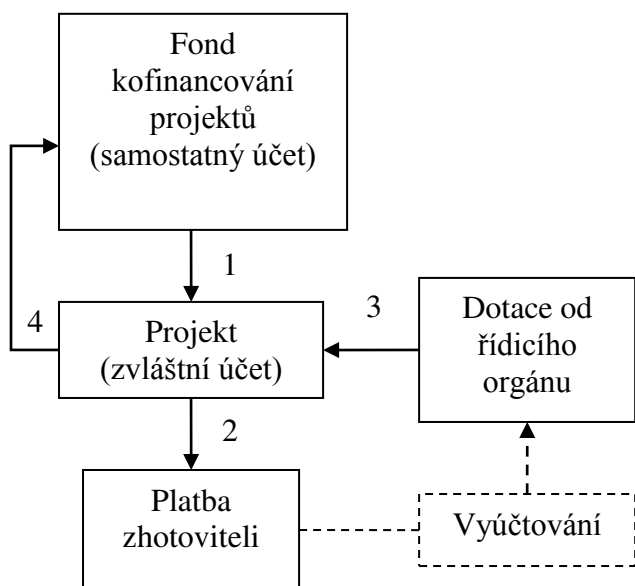 Fond
kofinancování
projektů
(samostatný účet)
1
4
Projekt
(zvláštní účet)
3
Dotace od
řídicího
orgánu
2
Platba
zhotoviteli
Vyúčtování